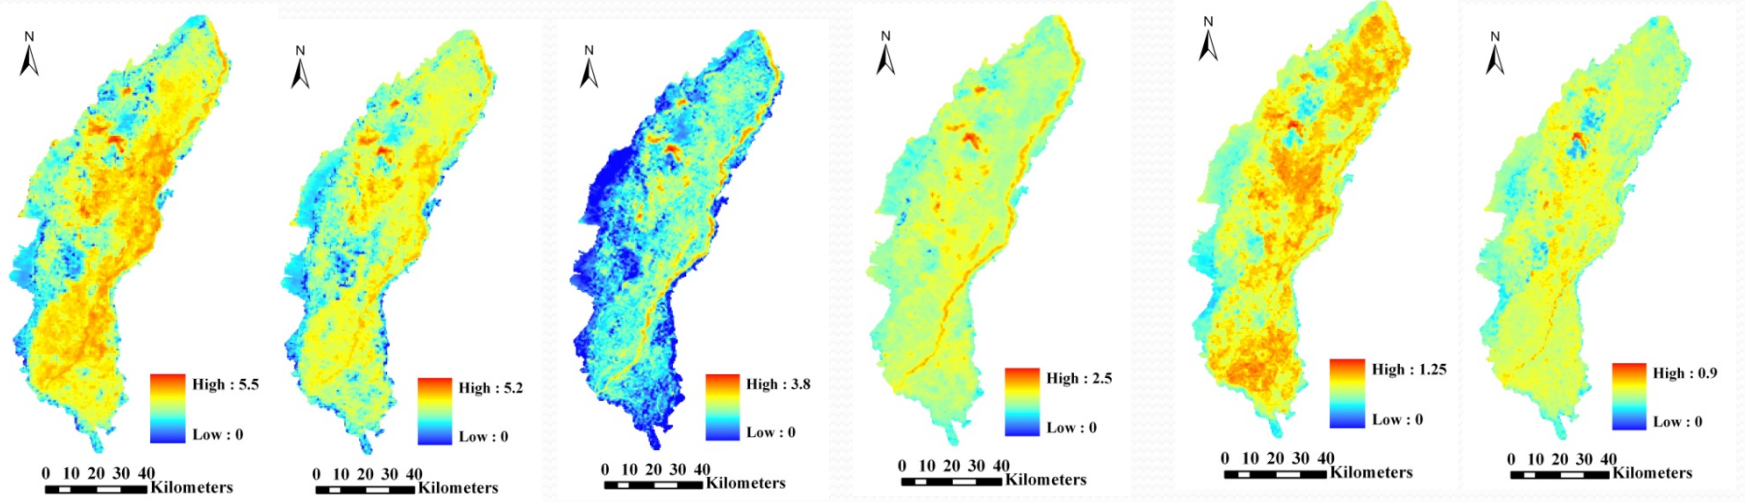 N
High : 5.5
Low : 0
0 10 20 30 40
Kilometers
N
High : 5.2
Low : 0
0 10 20 30 40
Kilometers
N
High : 3.8
Low : 0
0 10 20 30 40
Kilometers
N
High : 2.5
Low : 0
0 10 20 30 40
Kilometers
N
High : 1.25
Low : 0
0 10 20 30 40
Kilometers
N
High : 0.9
Low : 0
0 10 20 30 40
Kilometers